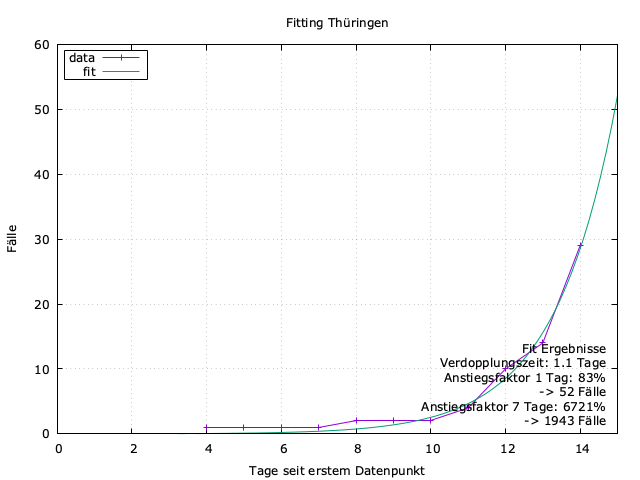 Fitting Thüringen
60
50
40
30
20
10
0
Fälle
data
fit
Fit Ergebnisse
Verdopplungszeit: 1.1 Tage
Anstiegsfaktor 1 Tag: 83%
-> 52 Fälle
Anstiegsfaktor 7 Tage: 6721%
-> 1943 Fälle
0 2 4 6 8 10 12 14
Tage seit erstem Datenpunkt